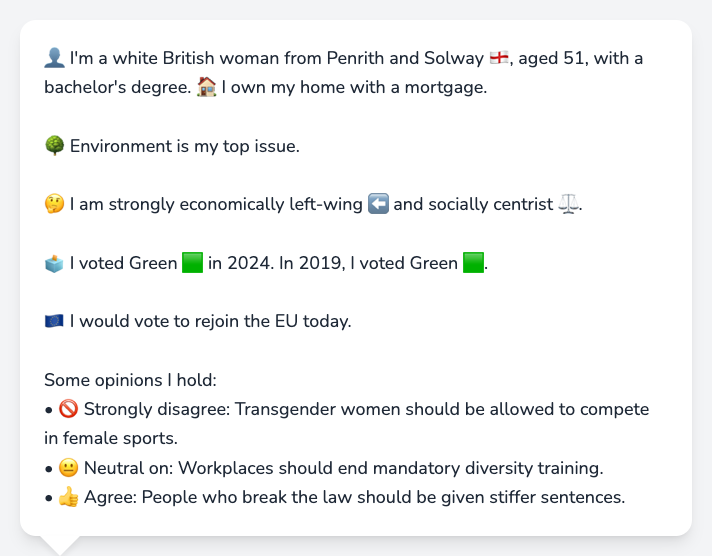 👤 I'm a white British woman from Penrith and Solway 🏴󠁧󠁢󠁥󠁮󠁧󠁿, aged 51, with a
bachelor's degree. 🏠 I own my home with a mortgage.
🌳 Environment is my top issue.
🤔 I am strongly economically left-wing ⬅️ and socially centrist ⚖️.
🗳️ I voted Green 🟩 in 2024. In 2019, I voted Green 🟩.
🇪🇺 I would vote to rejoin the EU today.
Some opinions I hold:
• 🚫 Strongly disagree: Transgender women should be allowed to compete
in female sports.
• 😐 Neutral on: Workplaces should end mandatory diversity training.
• 👍 Agree: People who break the law should be given stiffer sentences.